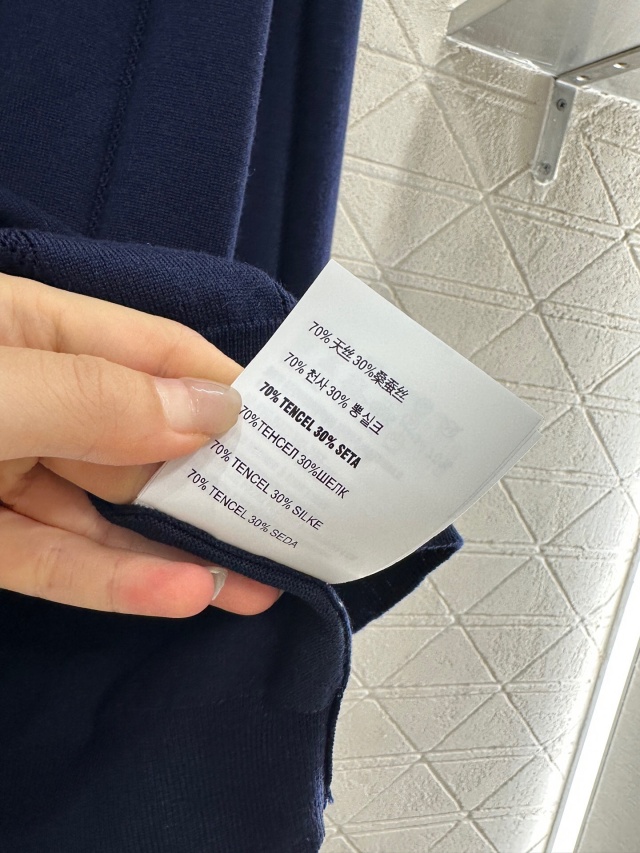 70% 天丝 30%桑蚕丝
70% 천사 30% 뽕실크
70% TENCEL 30% SETA
70%ТЕНСЕЛ 30%ШЕЛК
70% TENCEL 30% SILKE
70% TENCEL 30% SEDA